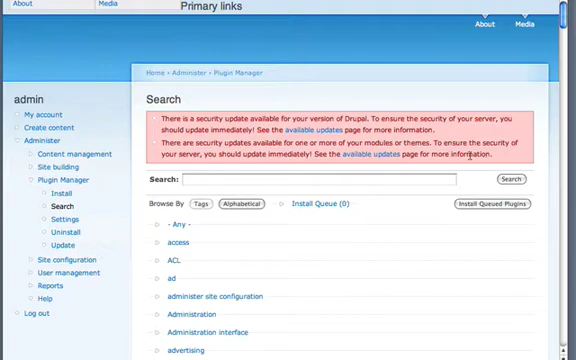 About
Media
Primary links
About
Media
Home › Administer › Plugin Manager
admin
My account
Create content
Administer
Content management
Site building
Plugin Manager
Install
Search
Settings
Uninstall
Update
Site configuration
User management
Reports
Help
Log out
Search
There is a security update available for your version of Drupal. To ensure the security of your server, you
should update immediately! See the available updates page for more information.
There are security updates available for one or more of your modules or themes. To ensure the security of
your server, you should update immediately! See the available updates page for more information.
Search:
Search
Browse By
Tags
Alphabetical
Install Queue (0)
Install Queued Plugins
- Any -
access
ACL
ad
administer site configuration
Administration
Administration interface
advertising